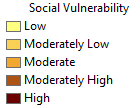 Social Vulnerability
Low
Moderately Low
Moderate
Moderately High
High